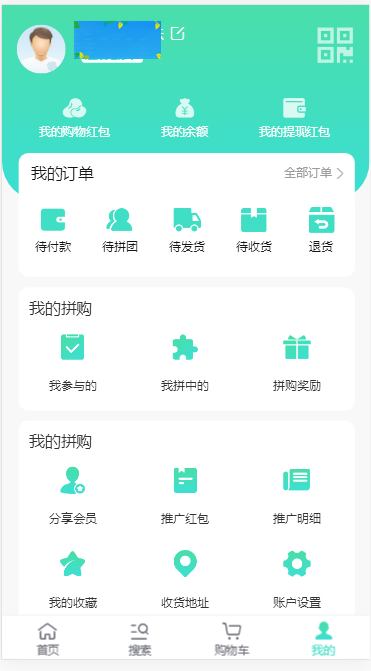 我的购物红包 我的余额 我的提现红包
我的订单 全部订单
待付款 待拼团 待发货 待收货 退货
我的拼购
我参与的 我拼中的 拼购奖励
我的拼购
分享会员 推广红包 推广明细
我的收藏 收货地址 账户设置
首页 搜索 购物车 我的